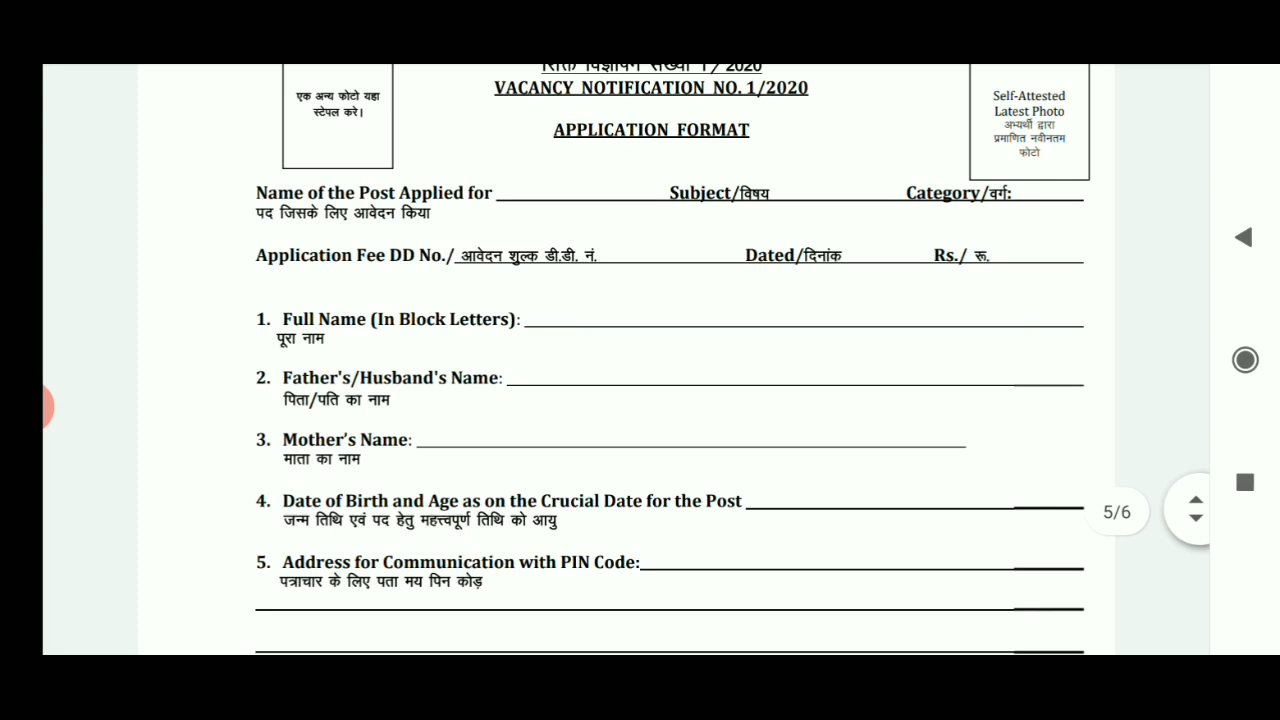 रिक्ति विज्ञापन संख्या 1/ 2020
VACANCY NOTIFICATION NO. 1/2020
एक अन्य फोटो यहा
स्टेपल करे।
APPLICATION FORMAT
Self-Attested
Latest Photo
अभ्यर्थी द्वारा
प्रमाणित नवीनतम
फोटो
Name of the Post Applied for Subject/विषय Category/वर्ग:
पद जिसके लिए आवेदन किया
Application Fee DD No./ आवेदन शुल्क डी.डी. नं. Dated/दिनांक Rs./ रू.
1. Full Name (In Block Letters):
पूरा नाम
2. Father's/Husband's Name:
पिता/पति का नाम
3. Mother's Name:
माता का नाम
4. Date of Birth and Age as on the Crucial Date for the Post
जन्म तिथि एवं पद हेतु महत्त्वपूर्ण तिथि को आयु
5. Address for Communication with PIN Code:
पत्राचार के लिए पता मय पिन कोड़
5/6